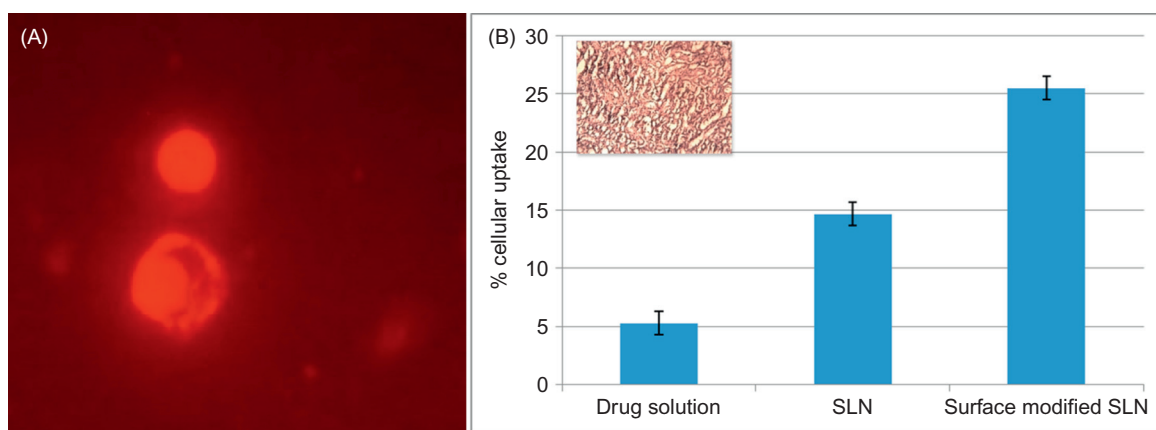 (A)
(B)
30
25
20
15
10
5
0
% cellular uptake
Drug solution
SLN
Surface modified SLN